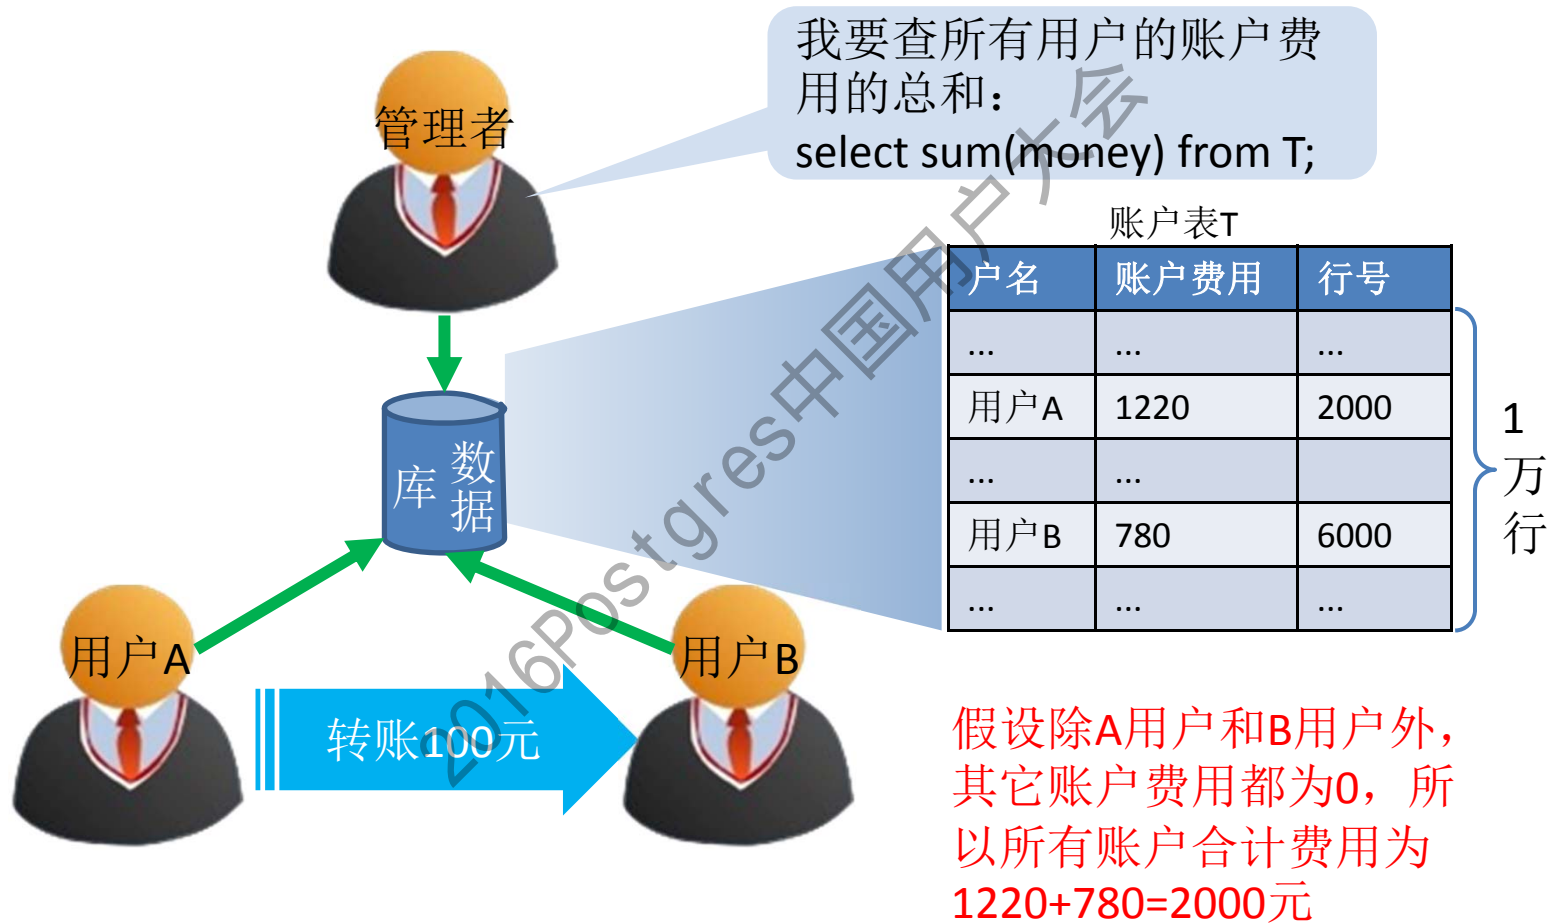 我要查所有用户的账户费
用的总和：
select sum(money) from T;
管理者
账户表T
户名 账户费用 行号
... ... ...
用户A 1220 2000
... ...
用户B 780 6000
... ... ...
1
万
行
数据
库
用户A
用户B
转账100元
假设除A用户和B用户外，
其它账户费用都为0，所
以所有账户合计费用为
1220+780=2000元
2016Postgres中国用户大会